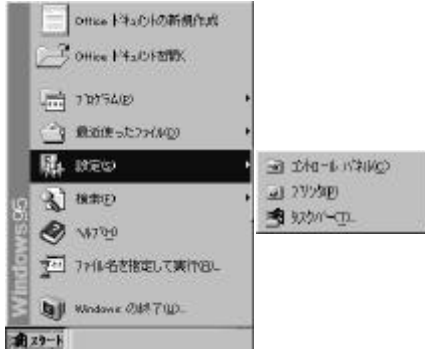 Office ドキュメントの新規作成
Office ドキュメントを開く
プログラム(P)
最近使ったファイル(D)
設定(S)
コントロール パネル(C)
プリンタ(P)
タスクバー(T)...
検索(F)
ヘルプ(H)
ファイル名を指定して実行(R)...
Windows の終了(U)...
Windows95
スタート